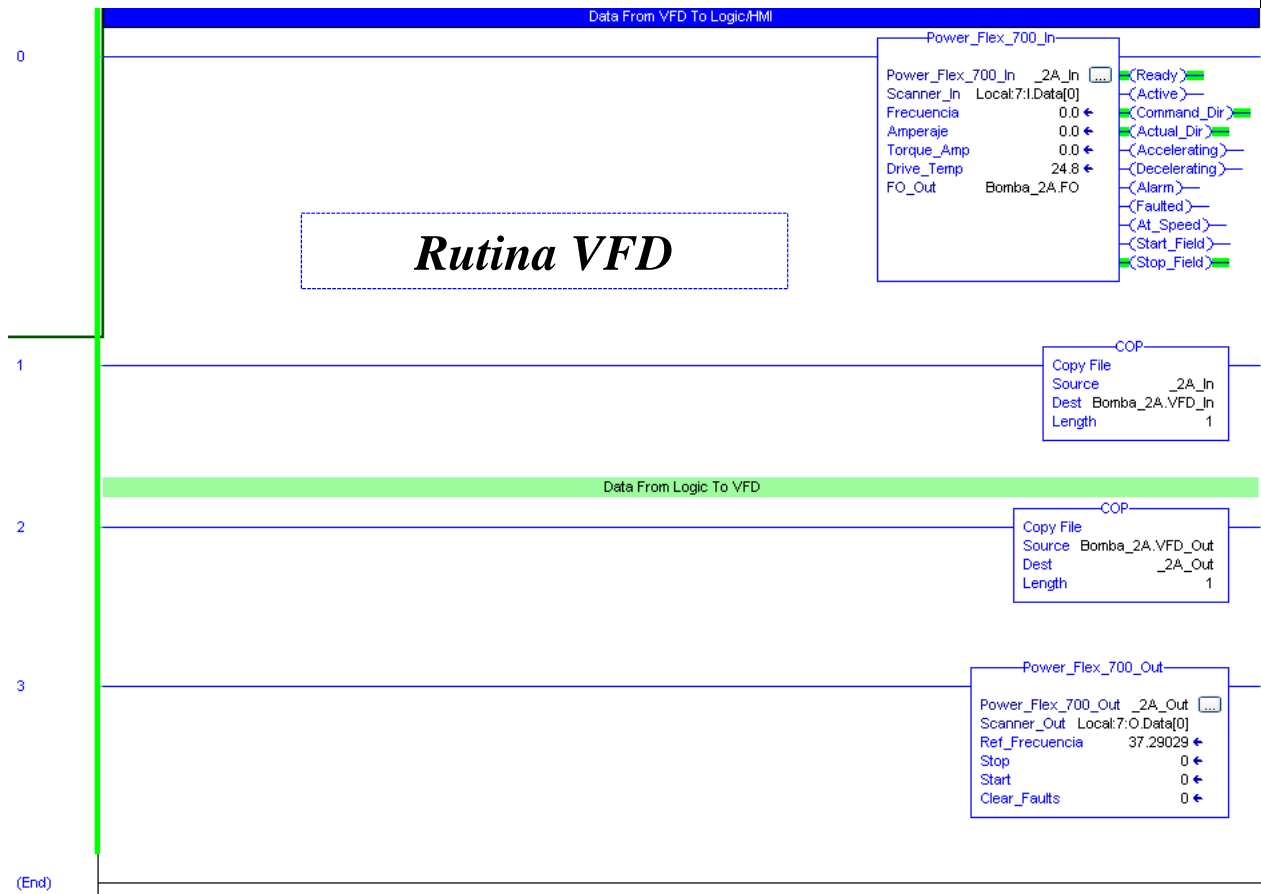 Data From VFD To Logic/HMI
0
Power_Flex_700_In
Power_Flex_700_In _2A_In ...
Scanner_In Local:7:I.Data[0]
Frecuencia 0.0
Amperaje 0.0
Torque_Amp 0.0
Drive_Temp 24.8
FO_Out Bomba_2A.FO
(Ready)
(Active)
(Command_Dir)
(Actual_Dir)
(Accelerating)
(Decelerating)
(Alarm)
(Faulted)
(At_Speed)
(Start_Field)
(Stop_Field)
Rutina VFD
1
COP
Copy File
Source _2A_In
Dest Bomba_2A.VFD_In
Length 1
Data From Logic To VFD
2
COP
Copy File
Source Bomba_2A.VFD_Out
Dest _2A_Out
Length 1
3
Power_Flex_700_Out
Power_Flex_700_Out _2A_Out ...
Scanner_Out Local:7:O.Data[0]
Ref_Frecuencia 37.29029
Stop 0
Start 0
Clear_Faults 0
(End)